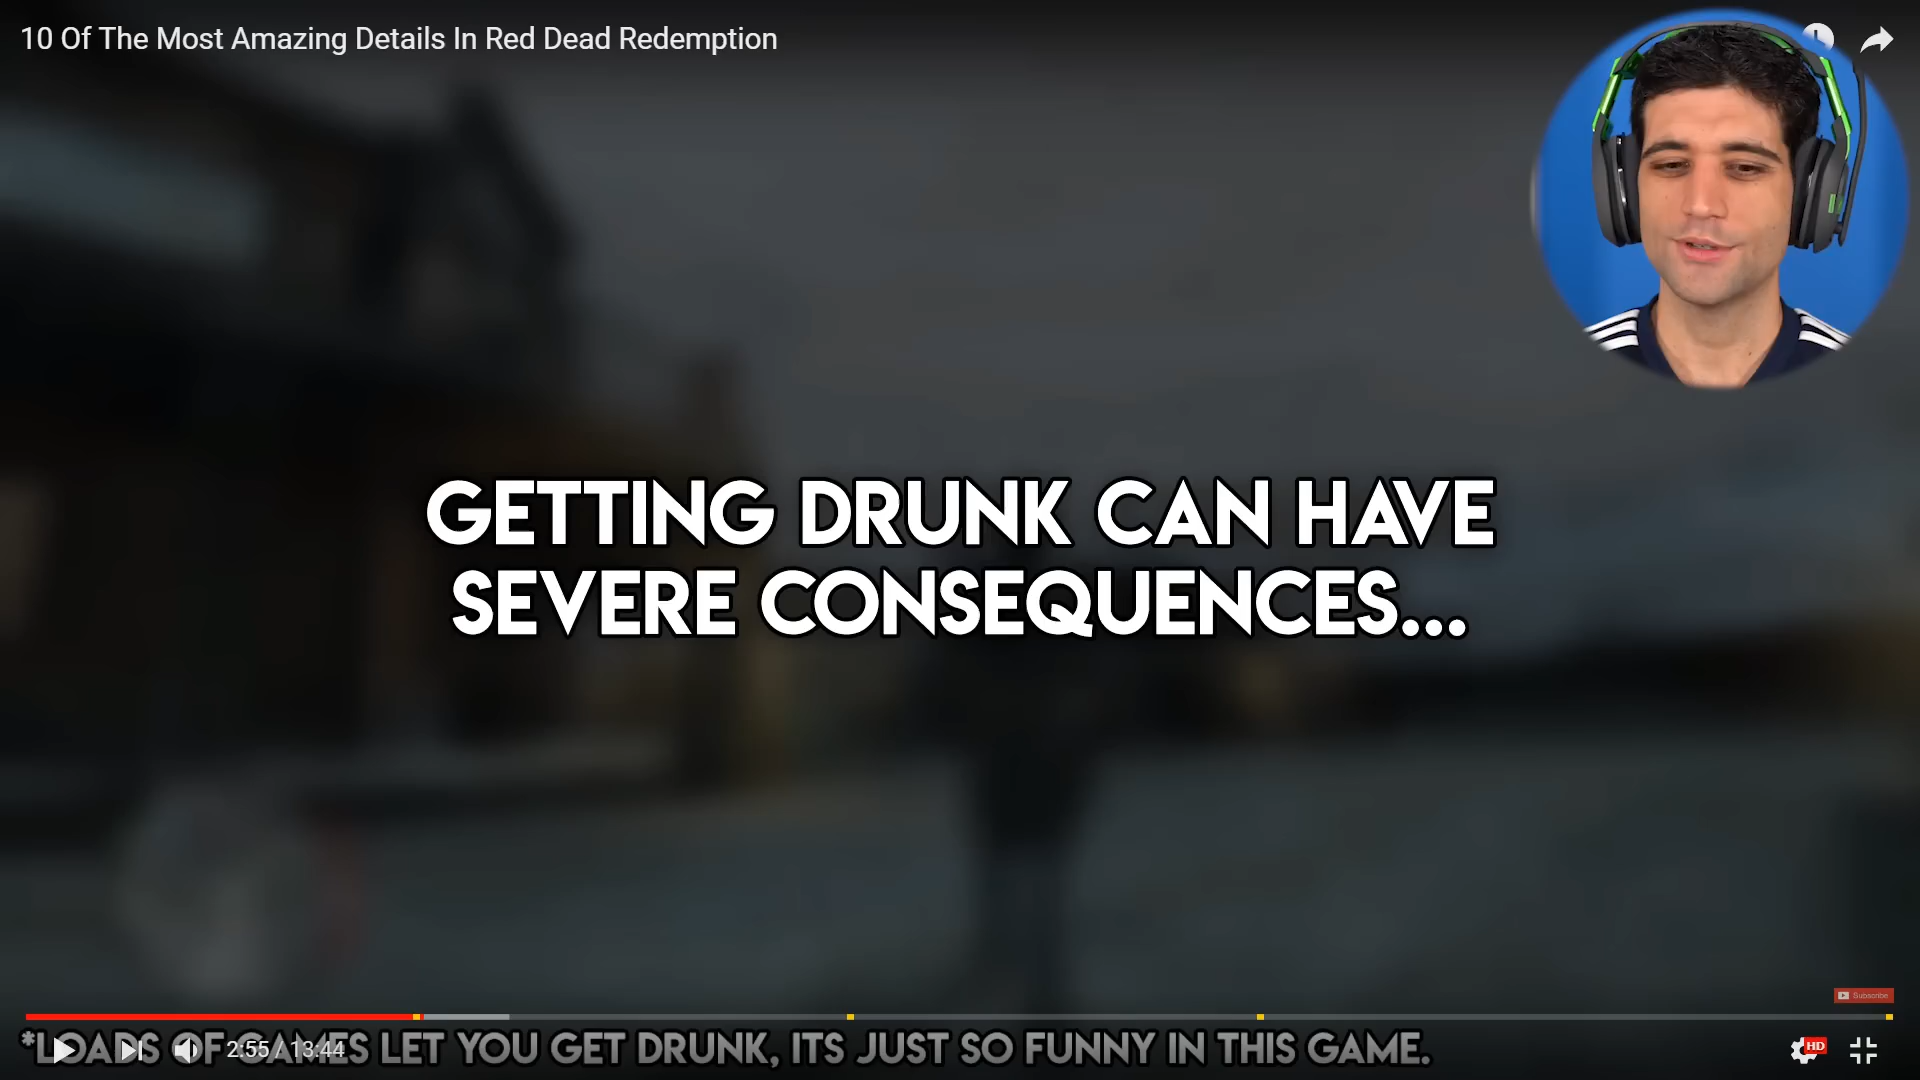 10 Of The Most Amazing Details In Red Dead Redemption
GETTING DRUNK CAN HAVE
SEVERE CONSEQUENCES...
Subscribe
*LOADS OF GAMES LET YOU GET DRUNK, ITS JUST SO FUNNY IN THIS GAME.
2:55 / 13:44
HD